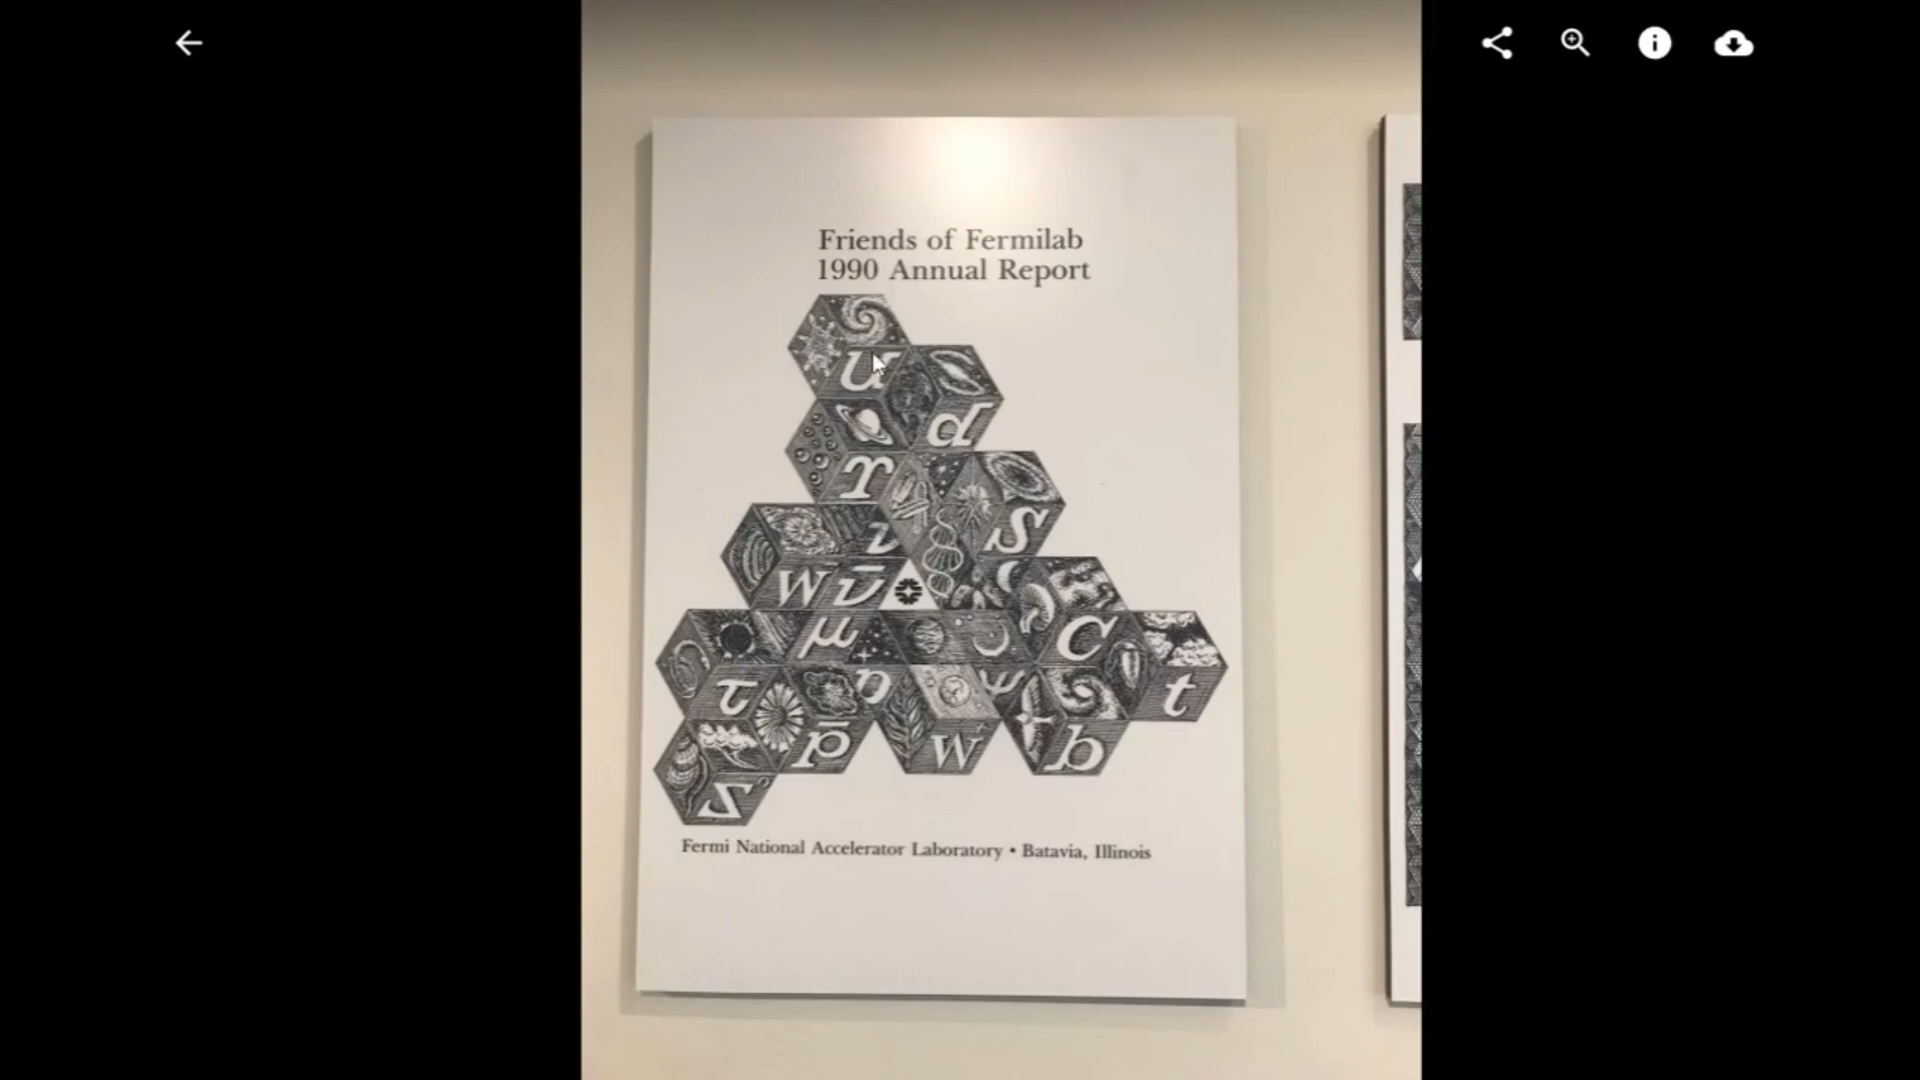 Friends of Fermilab
1990 Annual Report
u
d
ϒ
S
ν
W ν̄
μ
C
τ
n
Ψ
t
p̄
W
b
Fermi National Accelerator Laboratory • Batavia, Illinois